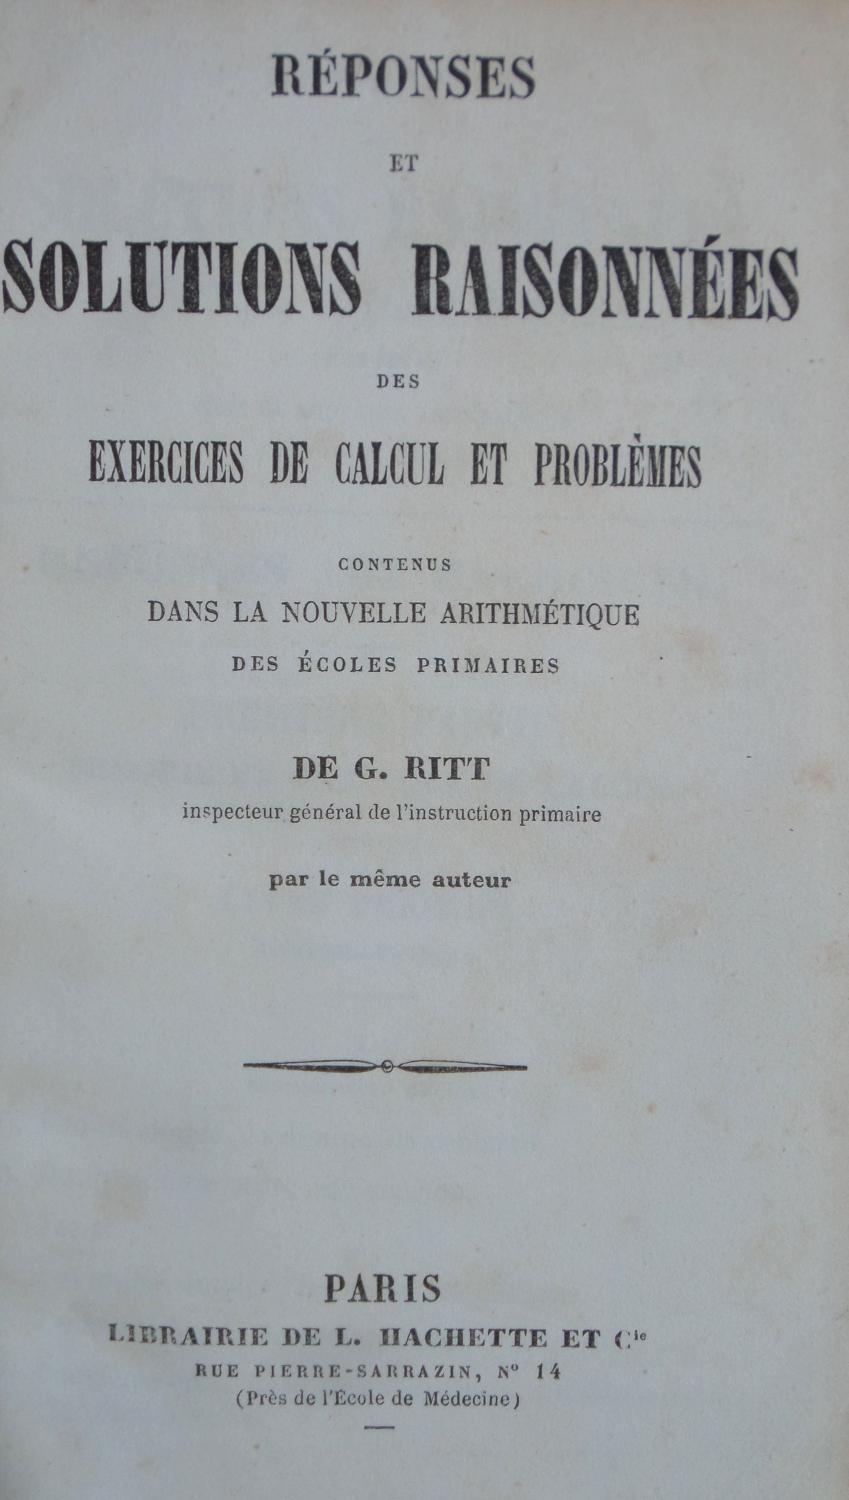 RÉPONSES
ET
SOLUTIONS RAISONNÉES
DES
EXERCICES DE CALCUL ET PROBLÈMES
CONTENUS
DANS LA NOUVELLE ARITHMÉTIQUE
DES ÉCOLES PRIMAIRES
DE G. RITT
inspecteur général de l'instruction primaire
par le même auteur
PARIS
LIBRAIRIE DE L. HACHETTE ET Cie
RUE PIERRE-SARRAZIN, No 14
(Près de l'École de Médecine)